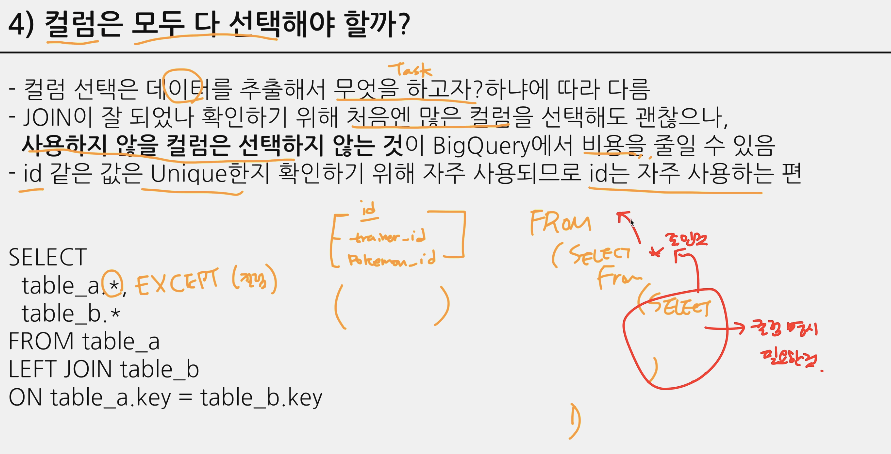 4) 컬럼은 모두 다 선택해야 할까?
Task
- 컬럼 선택은 데이터를 추출해서 무엇을 하고자?하냐에 따라 다름
- JOIN이 잘 되었나 확인하기 위해 처음엔 많은 컬럼을 선택해도 괜찮으나,
사용하지 않을 컬럼은 선택하지 않는 것이 BigQuery에서 비용을 줄일 수 있음
- id 같은 값은 Unique한지 확인하기 위해 자주 사용되므로 id는 자주 사용하는 편
SELECT
table_a.*, EXCEPT (컬럼)
table_b.*
FROM table_a
LEFT JOIN table_b
ON table_a.key = table_b.key
id
trainer_id
pokemon_id
( )
FROM
(SELECT *
From
(SELECT
)
)
컬럼 명시
필요한것.